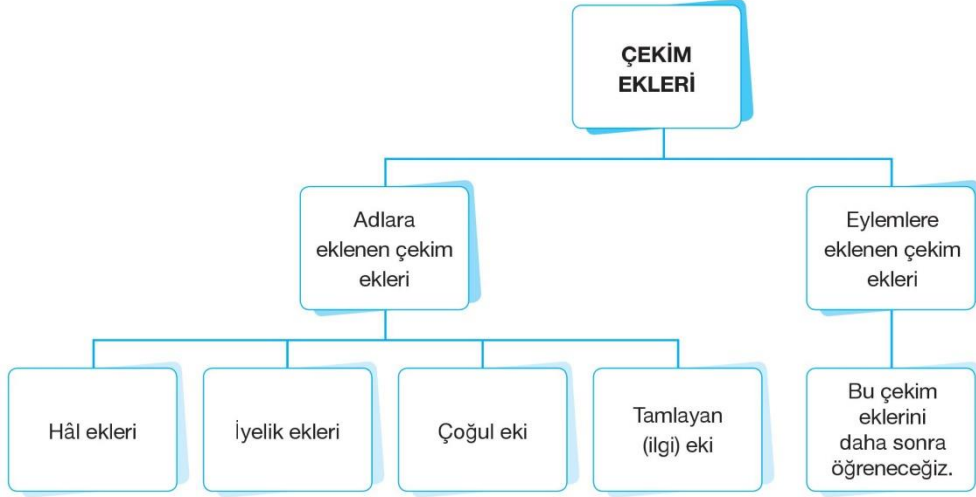 ÇEKİM
EKLERİ
Adlara
eklenen çekim
ekleri
Eylemlere
eklenen çekim
ekleri
Hâl ekleri
İyelik ekleri
Çoğul eki
Tamlayan
(ilgi) eki
Bu çekim
eklerini
daha sonra
öğreneceğiz.